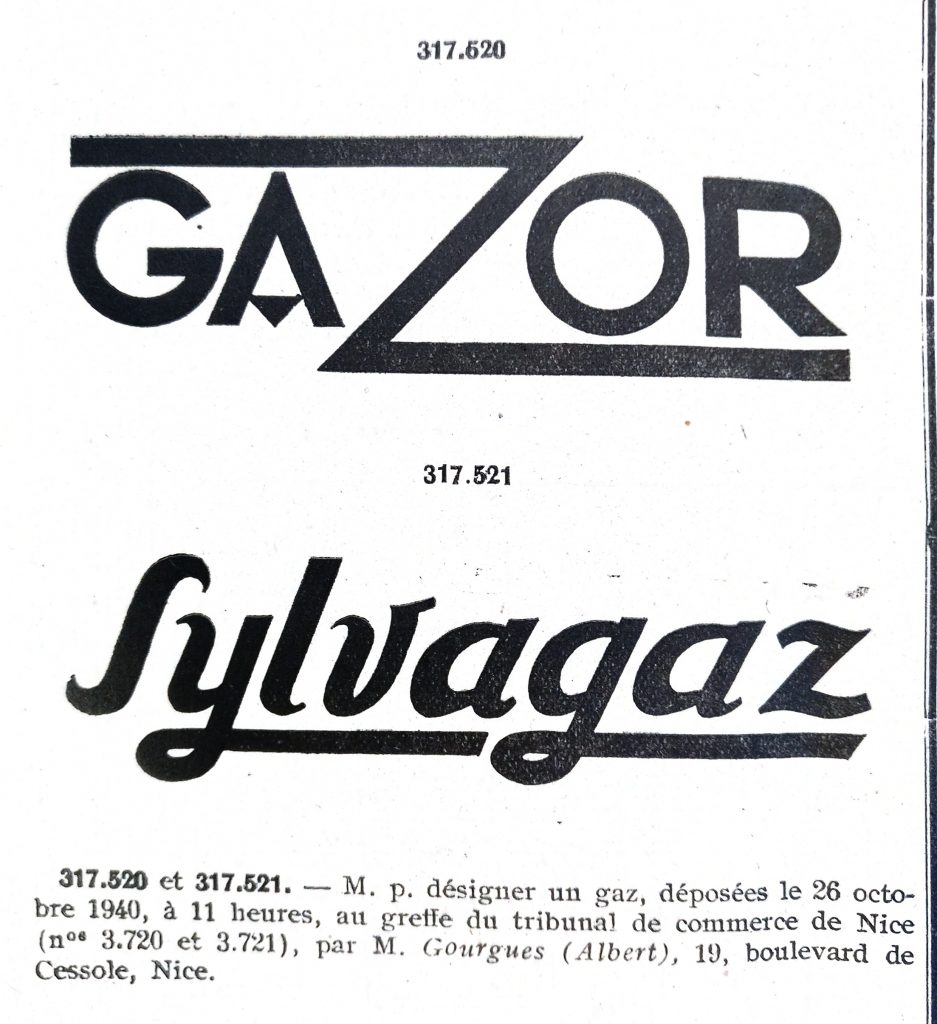 317.520
GAZOR
317.521
Sylvagaz
317.520 et 317.521. — M. p. désigner un gaz, déposées le 26 octo-
bre 1940, à 11 heures, au greffe du tribunal de commerce de Nice
(nᵒˢ 3.720 et 3.721), par M. Gourgues (Albert), 19, boulevard de
Cessole, Nice.